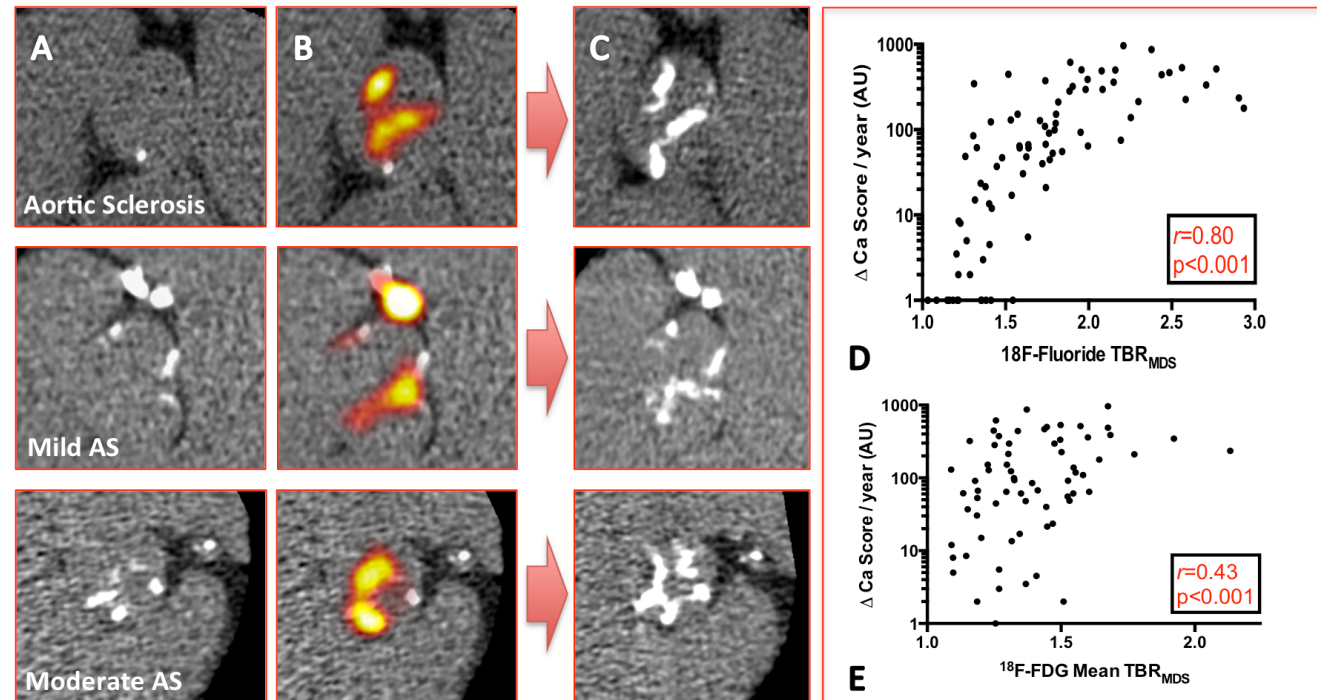 A
B
C
Aortic Sclerosis
Mild AS
Moderate AS
Δ Ca Score / year (AU)
1000
100
10
1
1.0 1.5 2.0 2.5 3.0
r=0.80
p<0.001
D
18F-Fluoride TBRMDS
Δ Ca Score / year (AU)
1000
100
10
1
1.0 1.5 2.0
r=0.43
p<0.001
E
18F-FDG Mean TBRMDS